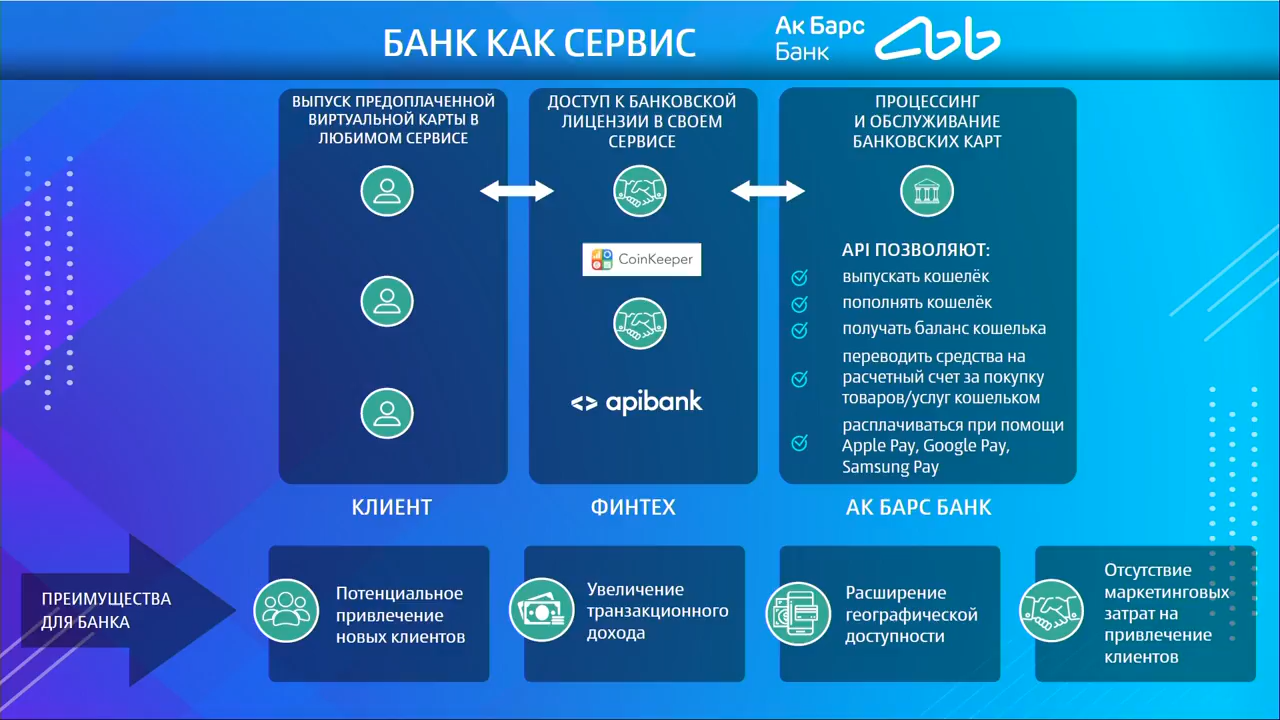 БАНК КАК СЕРВИС
Ак Барс
Банк
ВЫПУСК ПРЕДОПЛАЧЕННОЙ
ВИРТУАЛЬНОЙ КАРТЫ В
ЛЮБИМОМ СЕРВИСЕ
ДОСТУП К БАНКОВСКОЙ
ЛИЦЕНЗИИ В СВОЕМ
СЕРВИСЕ
CoinKeeper
<> apibank
ПРОЦЕССИНГ
И ОБСЛУЖИВАНИЕ
БАНКОВСКИХ КАРТ
API ПОЗВОЛЯЮТ:
выпускать кошелёк
пополнять кошелёк
получать баланс кошелька
переводить средства на
расчетный счет за покупку
товаров/услуг кошельком
расплачиваться при помощи
Apple Pay, Google Pay,
Samsung Pay
КЛИЕНТ
ФИНТЕХ
АК БАРС БАНК
ПРЕИМУЩЕСТВА
ДЛЯ БАНКА
Потенциальное
привлечение
новых клиентов
Увеличение
транзакционного
дохода
Расширение
географической
доступности
Отсутствие
маркетинговых
затрат на
привлечение
клиентов